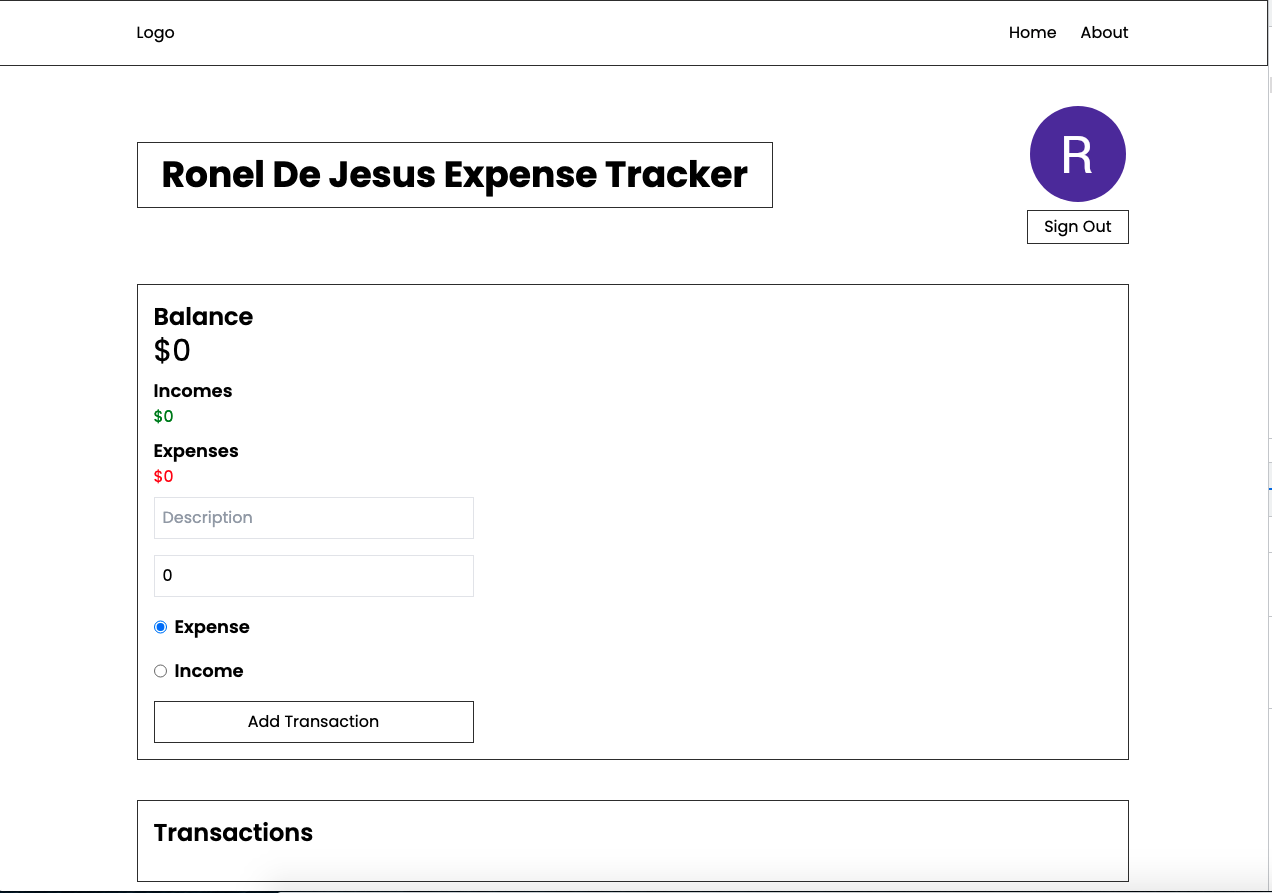 Logo
Home About
Ronel De Jesus Expense Tracker
R
Sign Out
Balance
$0
Incomes
$0
Expenses
$0
Description
0
Expense
Income
Add Transaction
Transactions